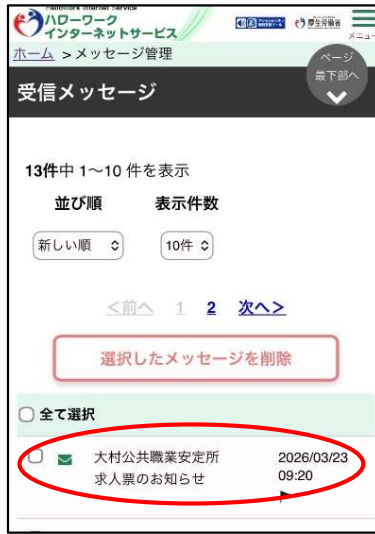 Hellowork Internet Service
ハローワーク
インターネットサービス
厚生労働省
メニュー
ホーム > メッセージ管理
ページ
最下部へ
受信メッセージ
13件中 1～10 件を表示
並び順 表示件数
新しい順 10件
<前へ 1 2 次へ>
選択したメッセージを削除
全て選択
大村公共職業安定所 2026/03/23
求人票のお知らせ 09:20